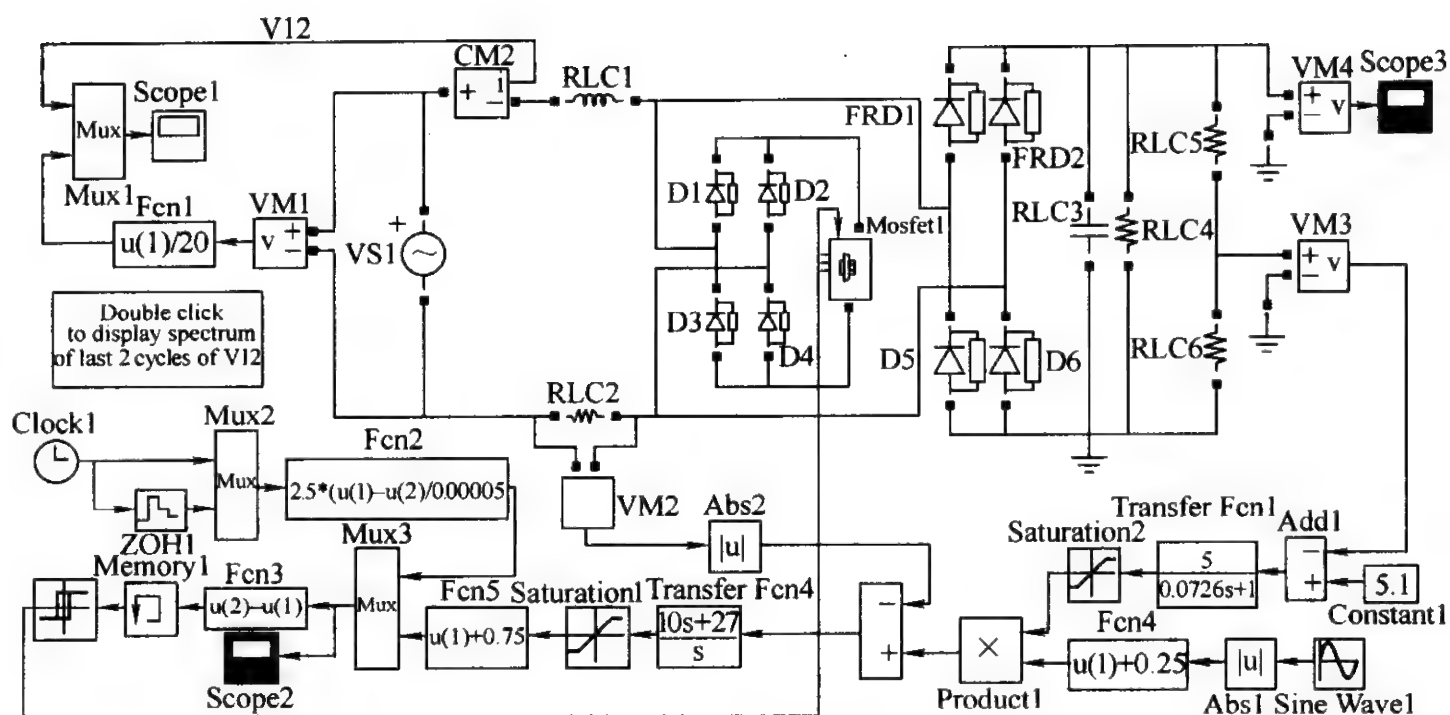 V12
CM2
+
i
−
RLC1
Scope1
Mux
Mux1
Fcn1
u(1)/20
VM1
v
+
−
+
VS1
Double click
to display spectrum
of last 2 cycles of V12
D1
D2
D3
D4
Mosfet1
FRD1
FRD2
D5
D6
RLC3
RLC4
RLC5
RLC6
VM4
+
−
v
Scope3
VM3
+
−
v
RLC2
VM2
Clock1
Mux2
Mux
ZOH1
Fcn2
2.5*(u(1)−u(2)/0.00005
Abs2
|u|
Memory1
Fcn3
u(2)−u(1)
Scope2
Mux3
Mux
Fcn5
u(1)+0.75
Saturation1
Transfer Fcn4
10s+27
s
−
+
×
Product1
Saturation2
Transfer Fcn1
5
0.0726s+1
Add1
−
+
5.1
Constant1
Fcn4
u(1)+0.25
|u|
Abs1
Sine Wave1